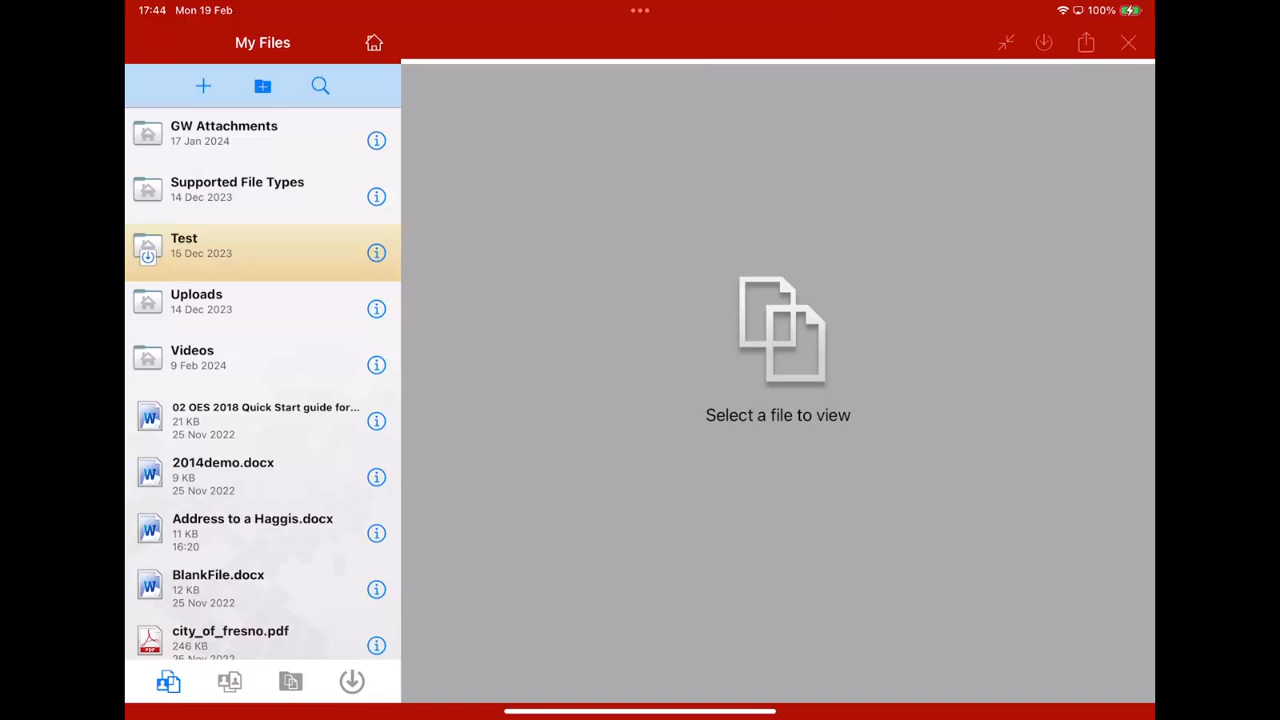 17:44 Mon 19 Feb
100%
My Files
GW Attachments
17 Jan 2024
Supported File Types
14 Dec 2023
Test
15 Dec 2023
Uploads
14 Dec 2023
Videos
9 Feb 2024
02 OES 2018 Quick Start guide for...
21 KB
25 Nov 2022
2014demo.docx
9 KB
25 Nov 2022
Address to a Haggis.docx
11 KB
16:20
BlankFile.docx
12 KB
25 Nov 2022
city_of_fresno.pdf
246 KB
25 Nov 2022
Select a file to view